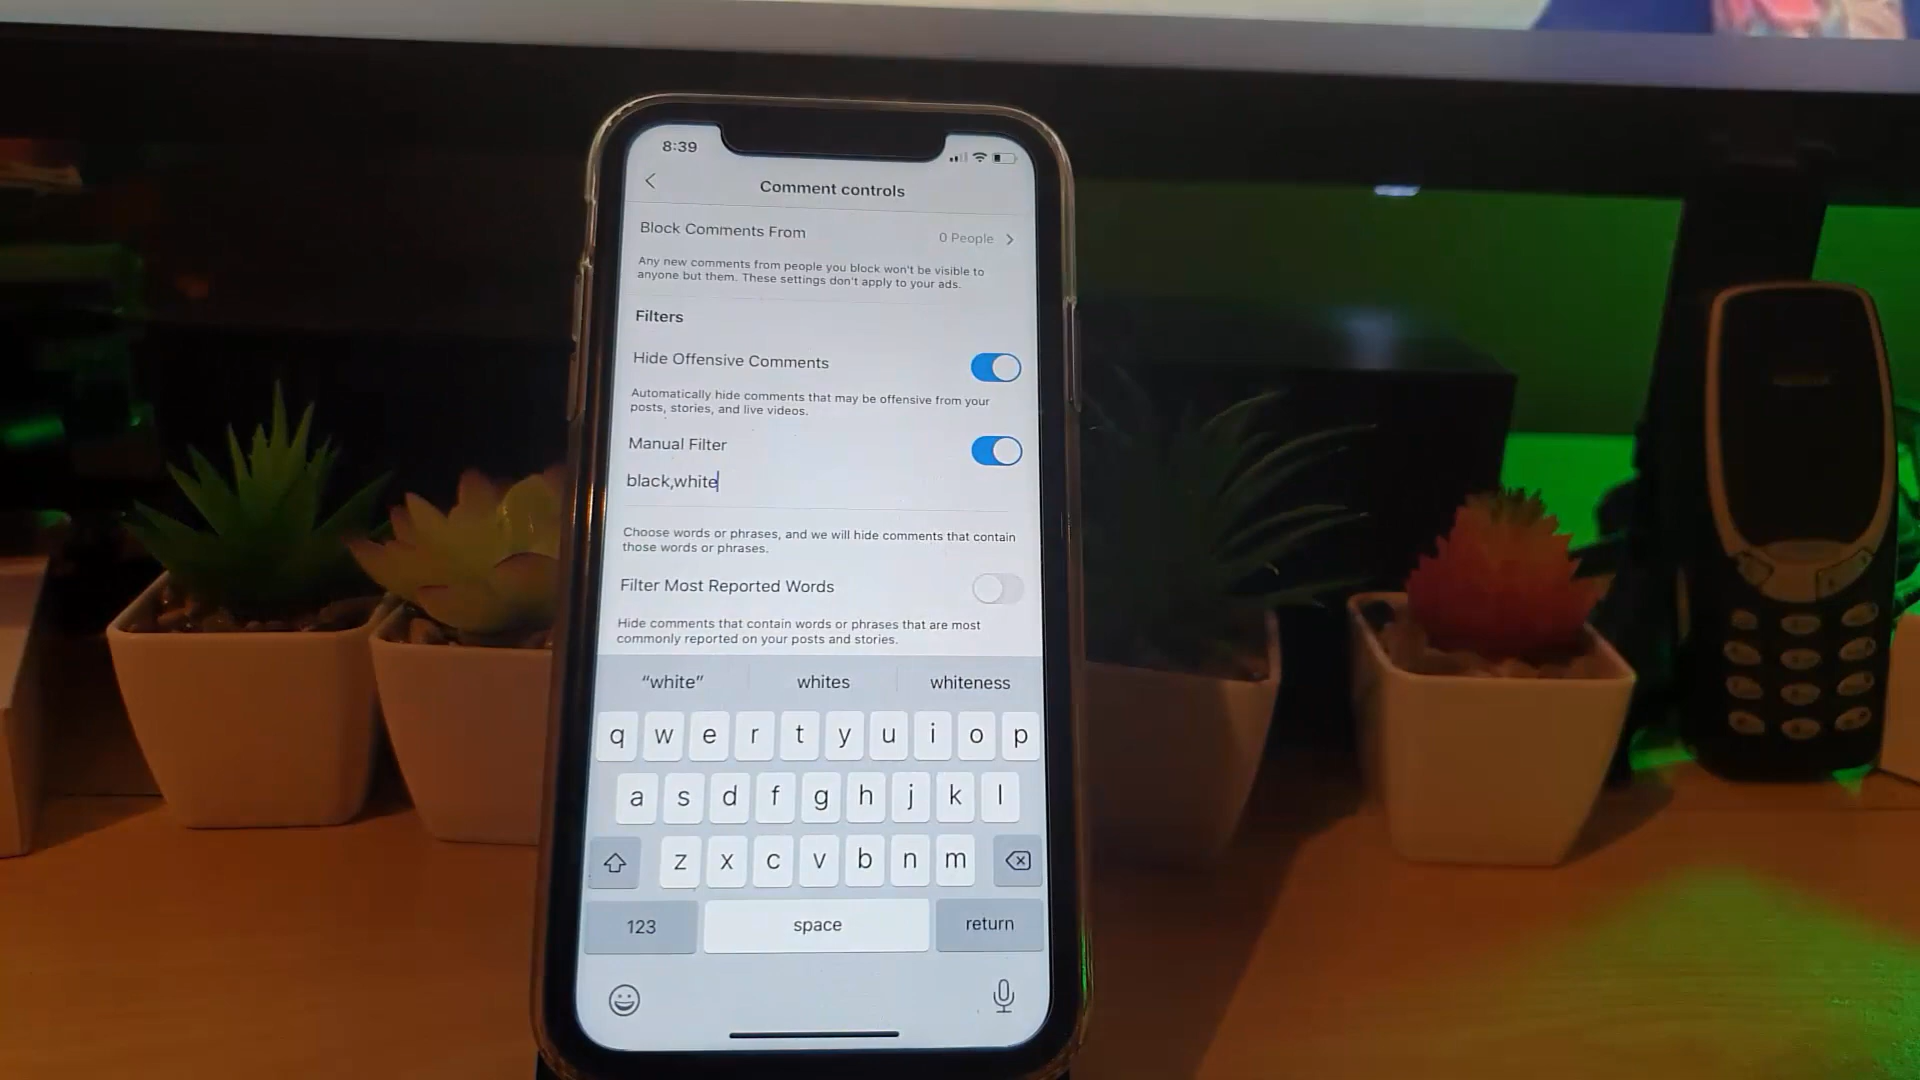 8:39
Comment controls
Block Comments From
0 People
Any new comments from people you block won't be visible to
anyone but them. These settings don't apply to your ads.
Filters
Hide Offensive Comments
Automatically hide comments that may be offensive from your
posts, stories, and live videos.
Manual Filter
black,white
Choose words or phrases, and we will hide comments that contain
those words or phrases.
Filter Most Reported Words
Hide comments that contain words or phrases that are most
commonly reported on your posts and stories.
“white” whites whiteness
q w e r t y u i o p
a s d f g h j k l
z x c v b n m
123 space return